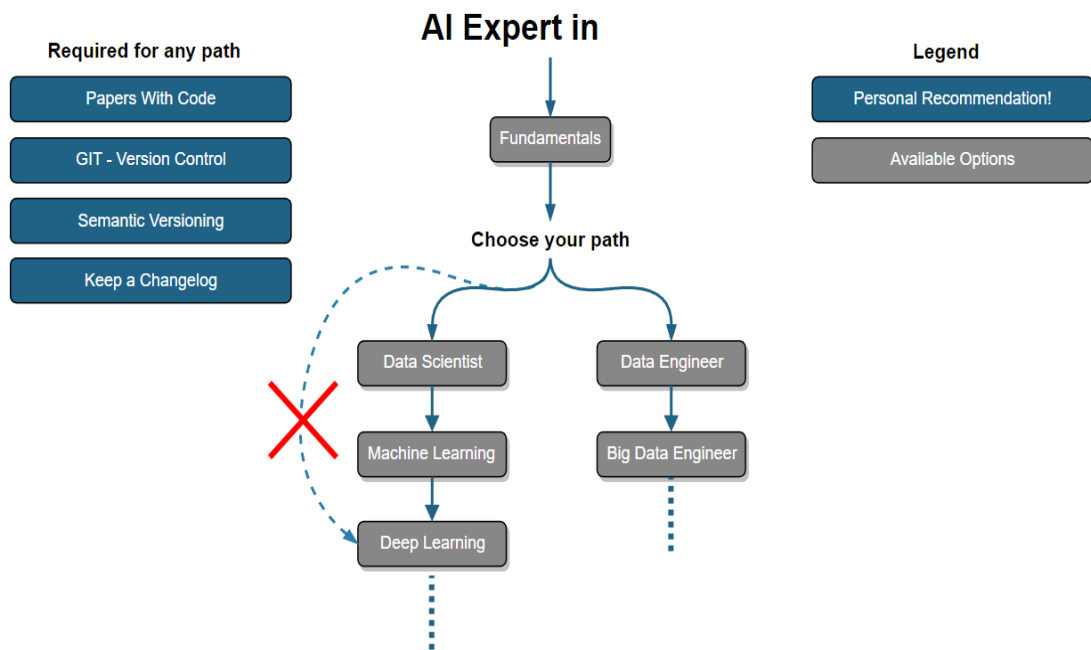 AI Expert in
Required for any path
Papers With Code
GIT - Version Control
Semantic Versioning
Keep a Changelog
Legend
Personal Recommendation!
Available Options
Fundamentals
Choose your path
Data Scientist
Data Engineer
Machine Learning
Big Data Engineer
Deep Learning